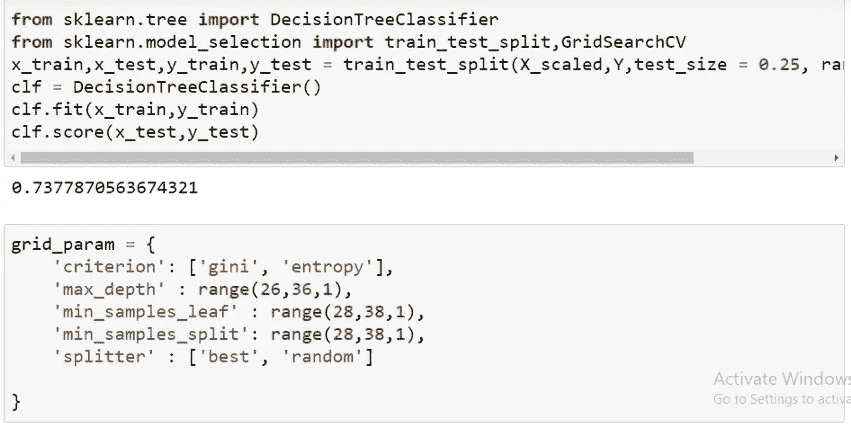 from sklearn.tree import DecisionTreeClassifier
from sklearn.model_selection import train_test_split,GridSearchCV
x_train,x_test,y_train,y_test = train_test_split(X_scaled,Y,test_size = 0.25,
clf = DecisionTreeClassifier()
clf.fit(x_train,y_train)
clf.score(x_test,y_test)
0.7377870563674321
grid_param = {
    'criterion': ['gini', 'entropy'],
    'max_depth' : range(26,36,1),
    'min_samples_leaf' : range(28,38,1),
    'min_samples_split': range(28,38,1),
    'splitter' : ['best', 'random']
}
Activate Windows
Go to Settings to